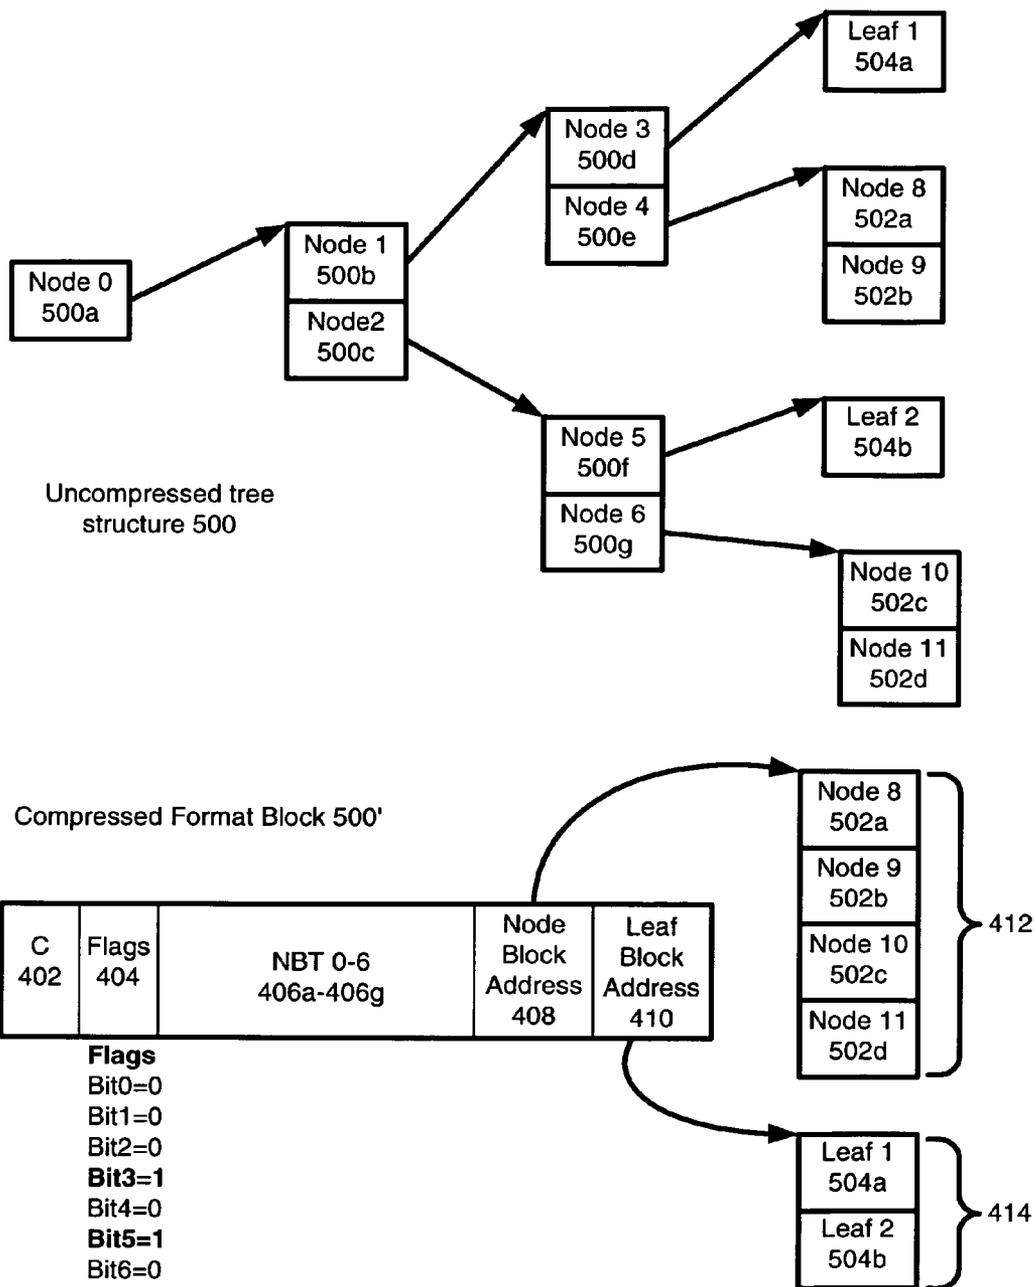 Leaf 1
504a
Node 3
500d
Node 4
500e
Node 8
502a
Node 9
502b
Node 1
500b
Node2
500c
Node 0
500a
Leaf 2
504b
Node 5
500f
Node 6
500g
Uncompressed tree
structure 500
Node 10
502c
Node 11
502d
Compressed Format Block 500'
Node 8
502a
Node 9
502b
Node 10
502c
Node 11
502d
412
C
402
Flags
404
NBT 0-6
406a-406g
Node
Block
Address
408
Leaf
Block
Address
410
Flags
Bit0=0
Bit1=0
Bit2=0
Bit3=1
Bit4=0
Bit5=1
Bit6=0
Leaf 1
504a
Leaf 2
504b
414